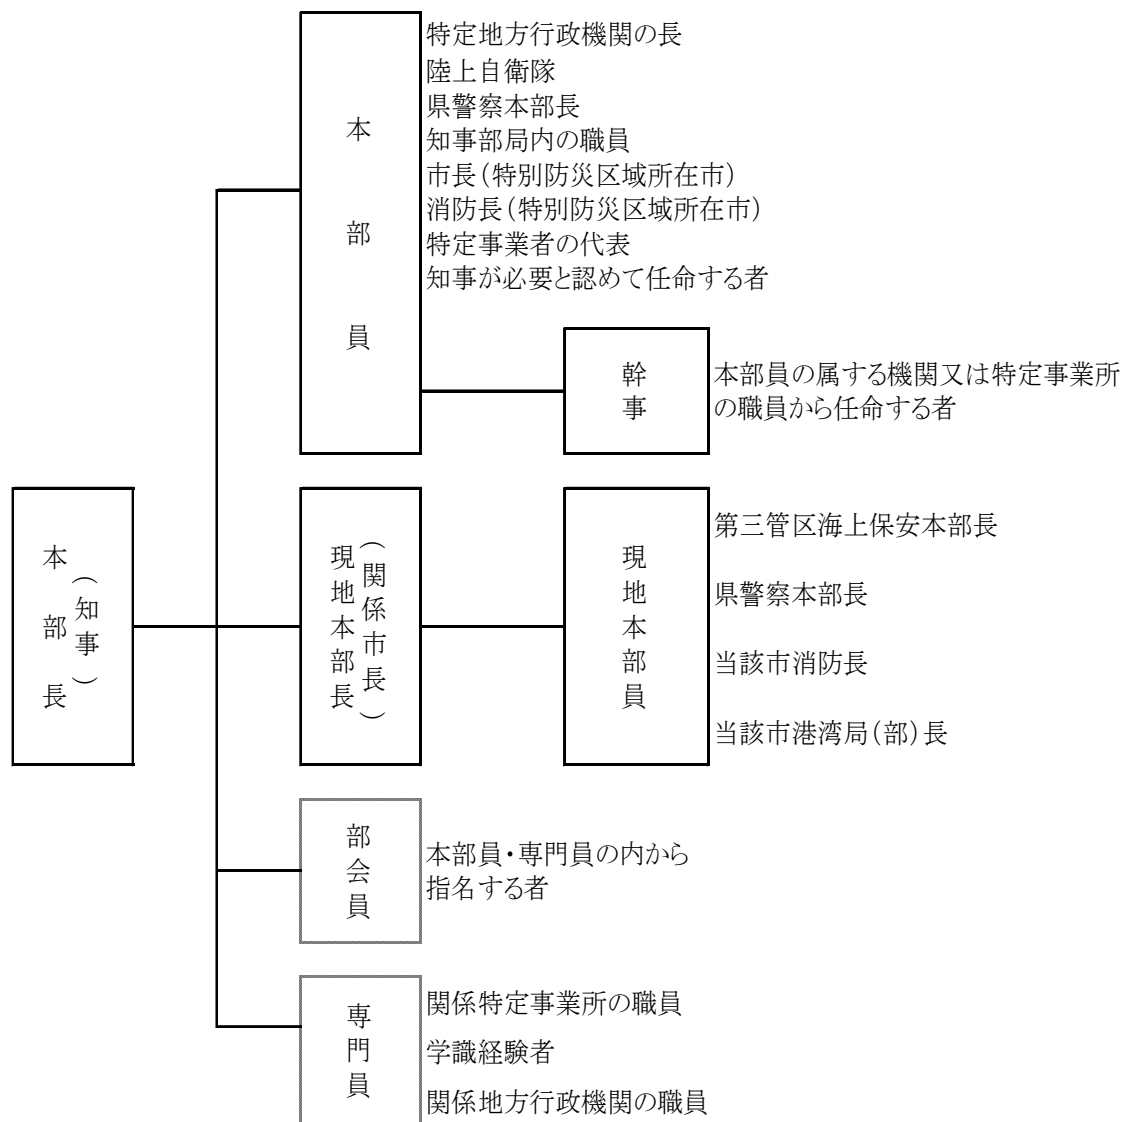 本部長
(知事)
本部員
特定地方行政機関の長
陸上自衛隊
県警察本部長
知事部局内の職員
市長(特別防災区域所在市)
消防長(特別防災区域所在市)
特定事業者の代表
知事が必要と認めて任命する者
幹事
本部員の属する機関又は特定事業所
の職員から任命する者
現地本部長
(関係市長)
現地本部員
第三管区海上保安本部長
県警察本部長
当該市消防長
当該市港湾局(部)長
部会員
本部員・専門員の内から
指名する者
専門員
関係特定事業所の職員
学識経験者
関係地方行政機関の職員